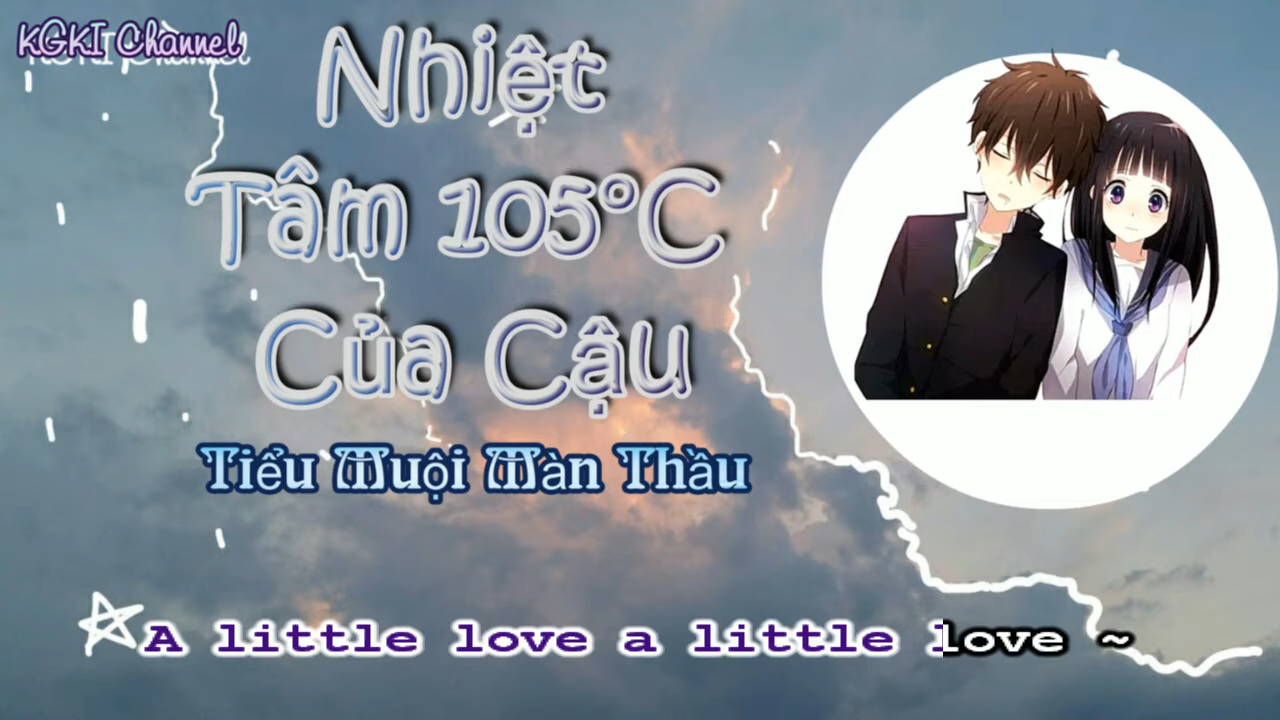 KGKI Channel
Nhiệt
Tâm 105°C
Của Cậu
Tiểu Muội Màn Thầu
A little love a little love ~